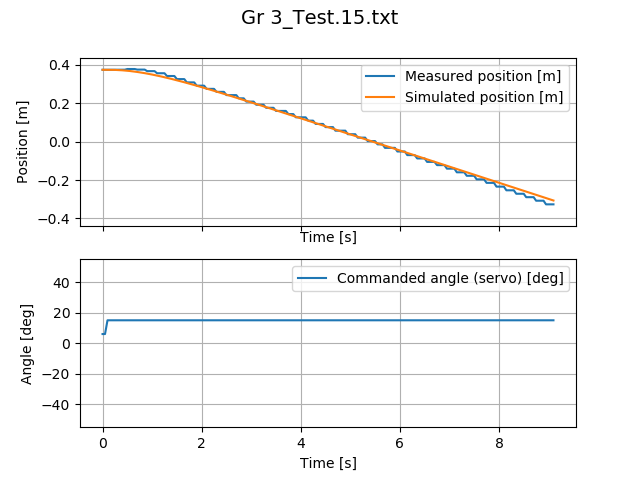 Gr 3_Test.15.txt
0.4
0.2
0.0
−0.2
−0.4
Position [m]
Measured position [m]
Simulated position [m]
Time [s]
40
20
0
−20
−40
Angle [deg]
Commanded angle (servo) [deg]
0 2 4 6 8
Time [s]